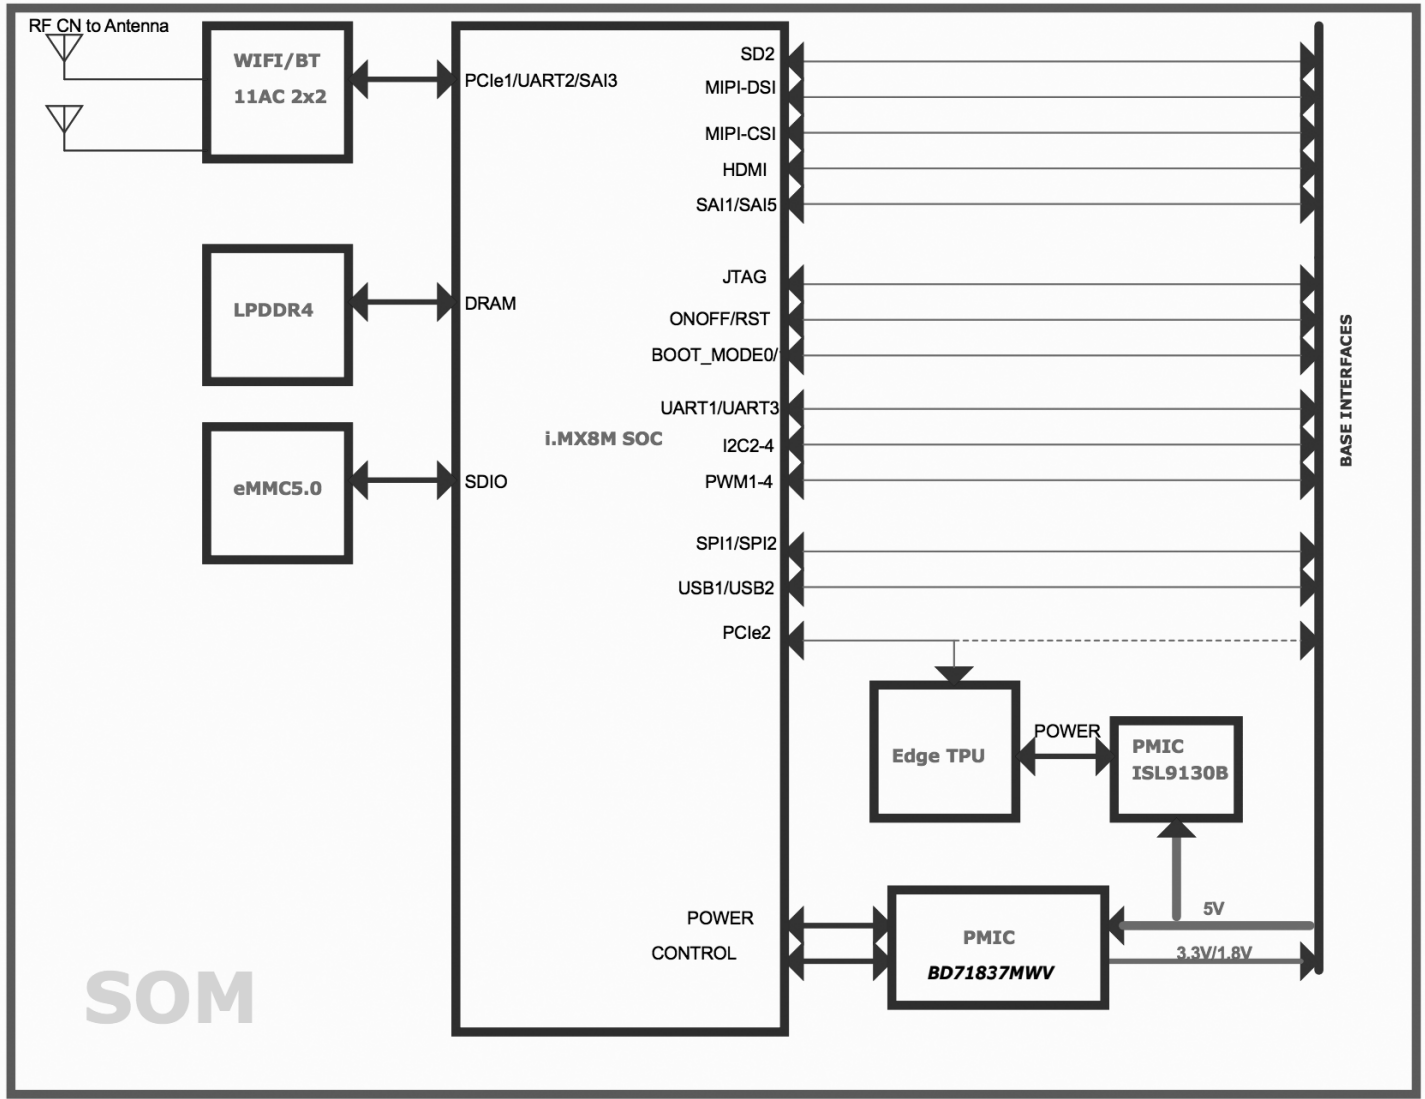 RF CN to Antenna
WIFI/BT
11AC 2x2
PCIe1/UART2/SAI3
LPDDR4
DRAM
eMMC5.0
SDIO
i.MX8M SOC
SD2
MIPI-DSI
MIPI-CSI
HDMI
SAI1/SAI5
JTAG
ONOFF/RST
BOOT_MODE0/
UART1/UART3
I2C2-4
PWM1-4
SPI1/SPI2
USB1/USB2
PCIe2
BASE INTERFACES
Edge TPU
POWER
PMIC
ISL9130B
POWER
CONTROL
PMIC
BD71837MWV
5V
3.3V/1.8V
SOM